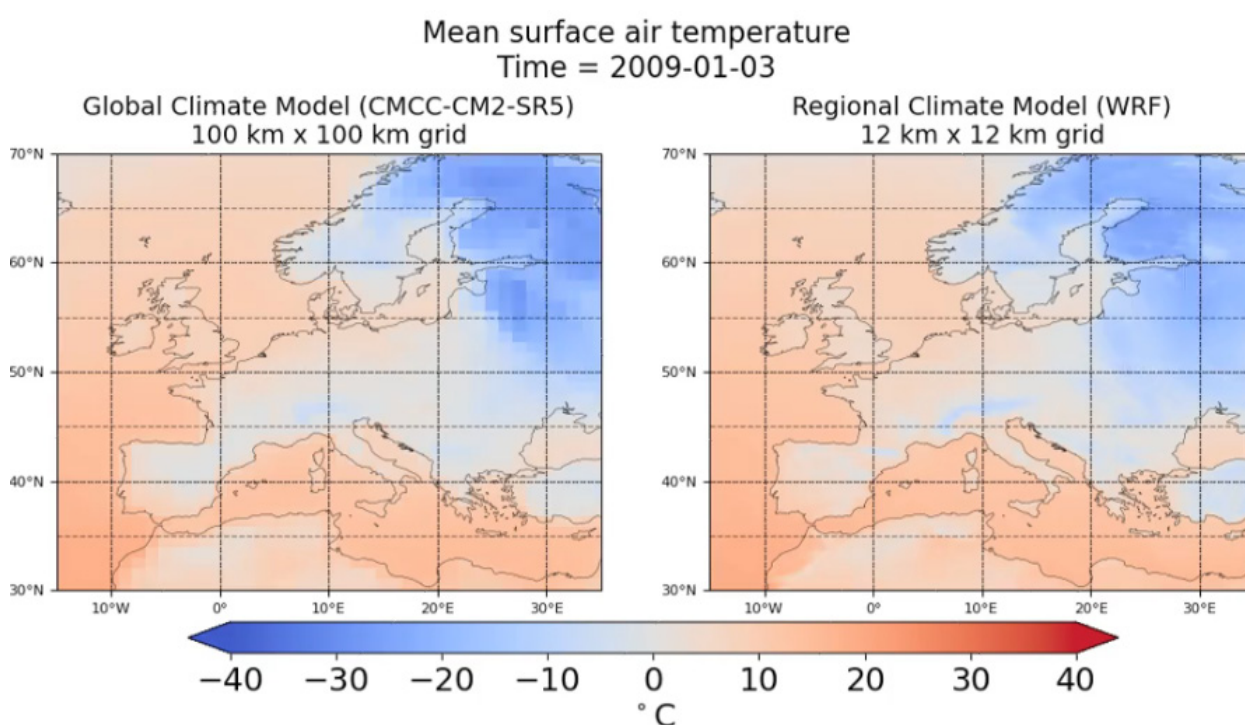 Mean surface air temperature
Time = 2009-01-03
Global Climate Model (CMCC-CM2-SR5)
100 km x 100 km grid
70°N
60°N
50°N
40°N
30°N
10°W 0° 10°E 20°E 30°E
Regional Climate Model (WRF)
12 km x 12 km grid
70°N
60°N
50°N
40°N
30°N
10°W 0° 10°E 20°E 30°E
−40 −30 −20 −10 0 10 20 30 40
°C